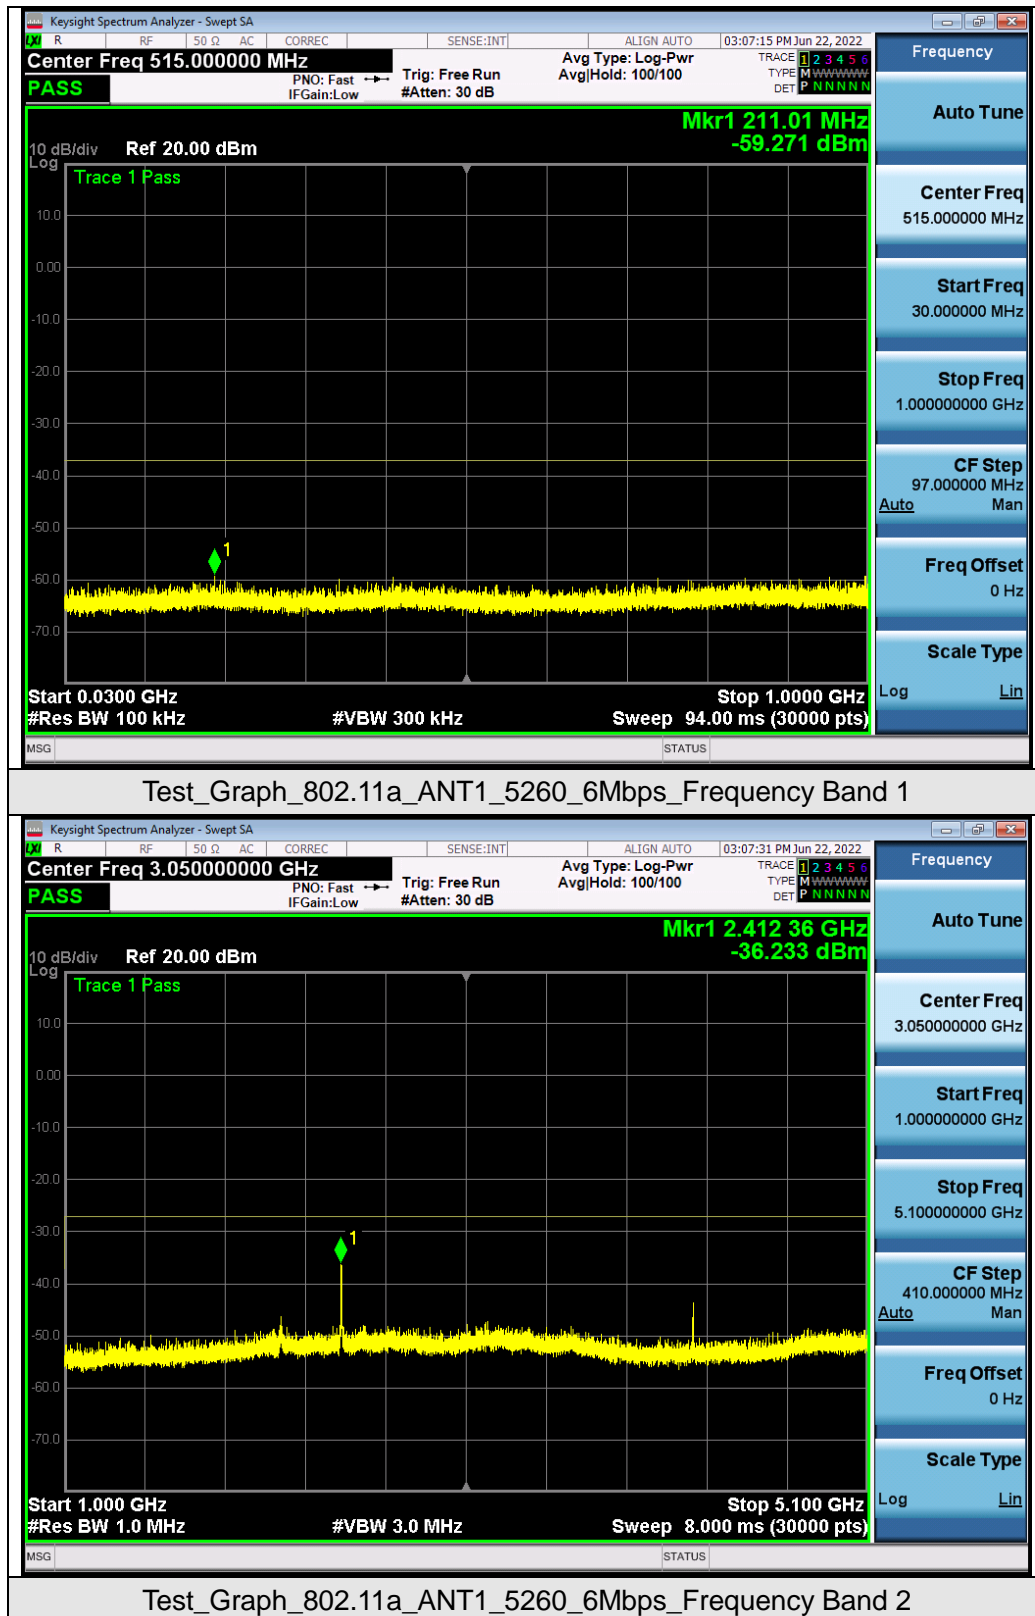 Keysight Spectrum Analyzer - Swept SA
LXI R RF 50 Ω AC CORREC SENSE:INT ALIGN AUTO 03:07:15 PM Jun 22, 2022
Center Freq 515.000000 MHz
PASS
PNO: Fast
IFGain:Low
Trig: Free Run
#Atten: 30 dB
Avg Type: Log-Pwr
Avg|Hold: 100/100
TRACE 1 2 3 4 5 6
TYPE M WWWWW
DET P N N N N N
Mkr1 211.01 MHz
-59.271 dBm
10 dB/div Ref 20.00 dBm
Log
Trace 1 Pass
10.0
0.00
-10.0
-20.0
-30.0
-40.0
-50.0
-60.0
-70.0
1
Start 0.0300 GHz Stop 1.0000 GHz
#Res BW 100 kHz #VBW 300 kHz Sweep 94.00 ms (30000 pts)
MSG STATUS
Frequency
Auto Tune
Center Freq
515.000000 MHz
Start Freq
30.000000 MHz
Stop Freq
1.000000000 GHz
CF Step
97.000000 MHz
Auto Man
Freq Offset
0 Hz
Scale Type
Log Lin
Test_Graph_802.11a_ANT1_5260_6Mbps_Frequency Band 1
Keysight Spectrum Analyzer - Swept SA
LXI R RF 50 Ω AC CORREC SENSE:INT ALIGN AUTO 03:07:31 PM Jun 22, 2022
Center Freq 3.050000000 GHz
PASS
PNO: Fast
IFGain:Low
Trig: Free Run
#Atten: 30 dB
Avg Type: Log-Pwr
Avg|Hold: 100/100
TRACE 1 2 3 4 5 6
TYPE M WWWWW
DET P N N N N N
Mkr1 2.412 36 GHz
-36.233 dBm
10 dB/div Ref 20.00 dBm
Log
Trace 1 Pass
10.0
0.00
-10.0
-20.0
-30.0
-40.0
-50.0
-60.0
-70.0
1
Start 1.000 GHz Stop 5.100 GHz
#Res BW 1.0 MHz #VBW 3.0 MHz Sweep 8.000 ms (30000 pts)
MSG STATUS
Frequency
Auto Tune
Center Freq
3.050000000 GHz
Start Freq
1.000000000 GHz
Stop Freq
5.100000000 GHz
CF Step
410.000000 MHz
Auto Man
Freq Offset
0 Hz
Scale Type
Log Lin
Test_Graph_802.11a_ANT1_5260_6Mbps_Frequency Band 2